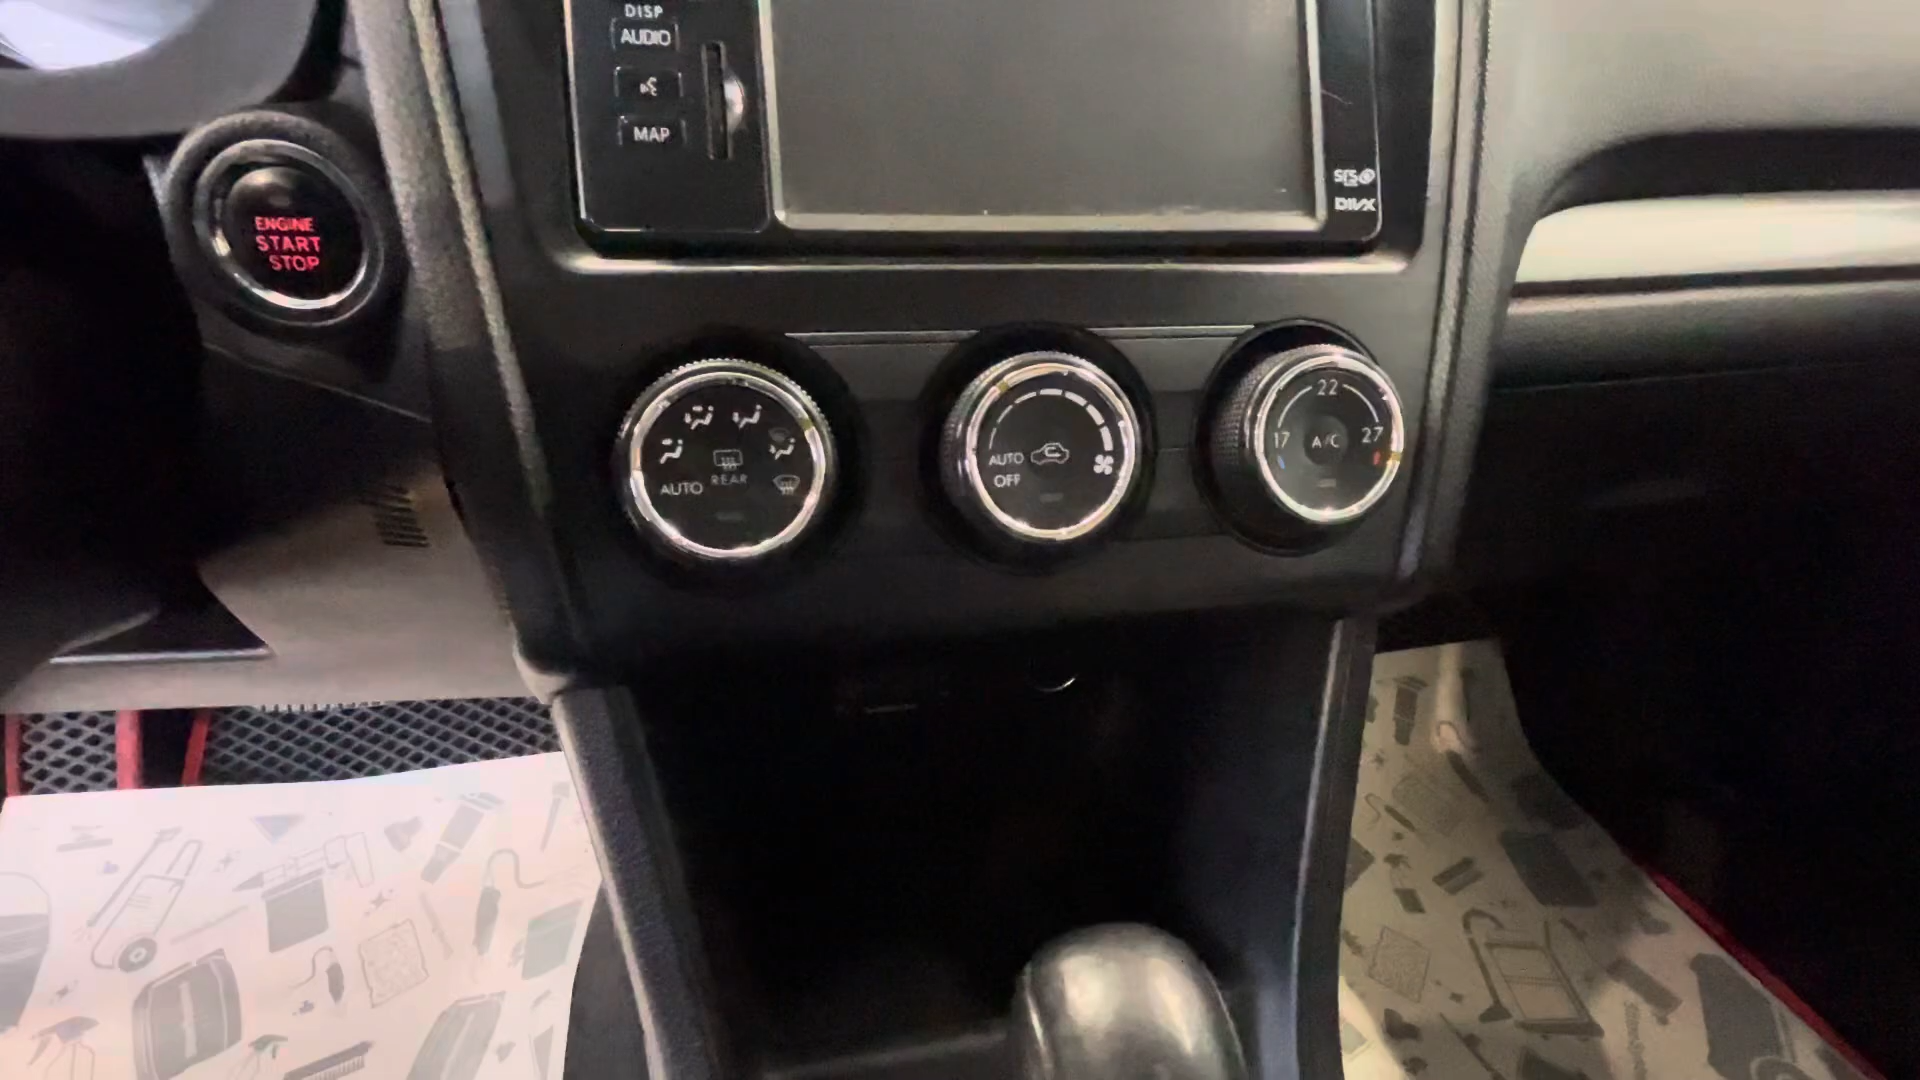 DISP
AUDIO
MAP
DIVX
ENGINE
START
STOP
REAR
AUTO
AUTO
OFF
22
17
A/C
27